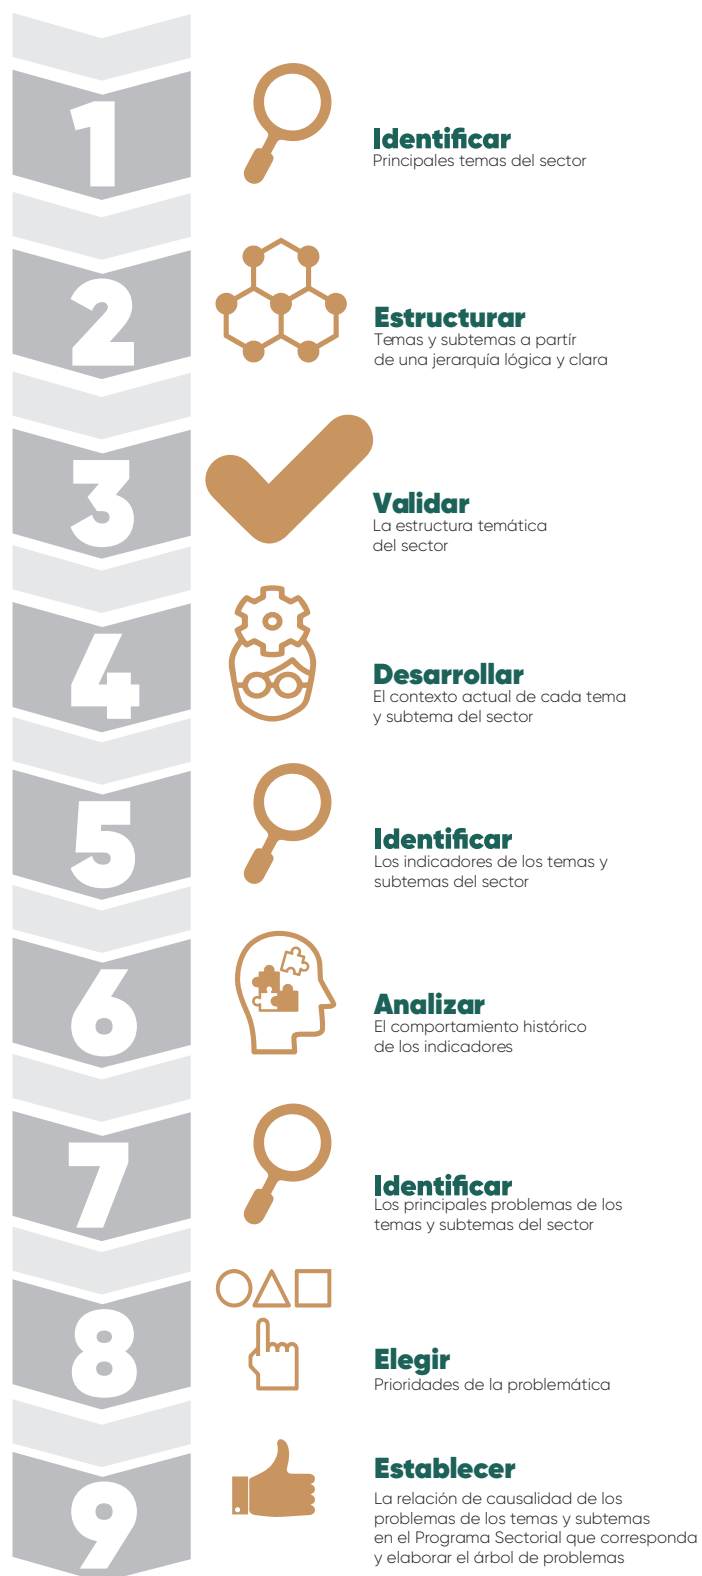 1
Identificar
Principales temas del sector
2
Estructurar
Temas y subtemas a partír
de una jerarquía lógica y clara
3
Validar
La estructura temática
del sector
4
Desarrollar
El contexto actual de cada tema
y subtema del sector
5
Identificar
Los indicadores de los temas y
subtemas del sector
6
Analizar
El comportamiento histórico
de los indicadores
7
Identificar
Los principales problemas de los
temas y subtemas del sector
8
Elegir
Prioridades de la problemática
9
Establecer
La relación de causalidad de los
problemas de los temas y subtemas
en el Programa Sectorial que corresponda
y elaborar el árbol de problemas